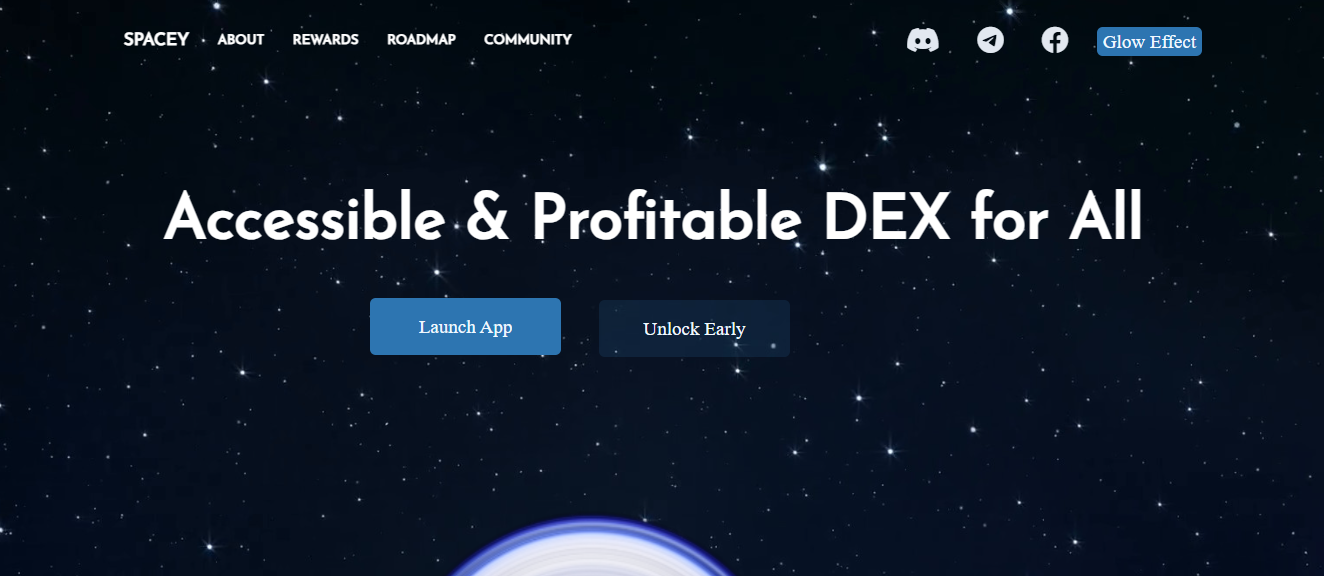 SPACEY ABOUT REWARDS ROADMAP COMMUNITY Glow Effect
Accessible & Profitable DEX for All
Launch App Unlock Early